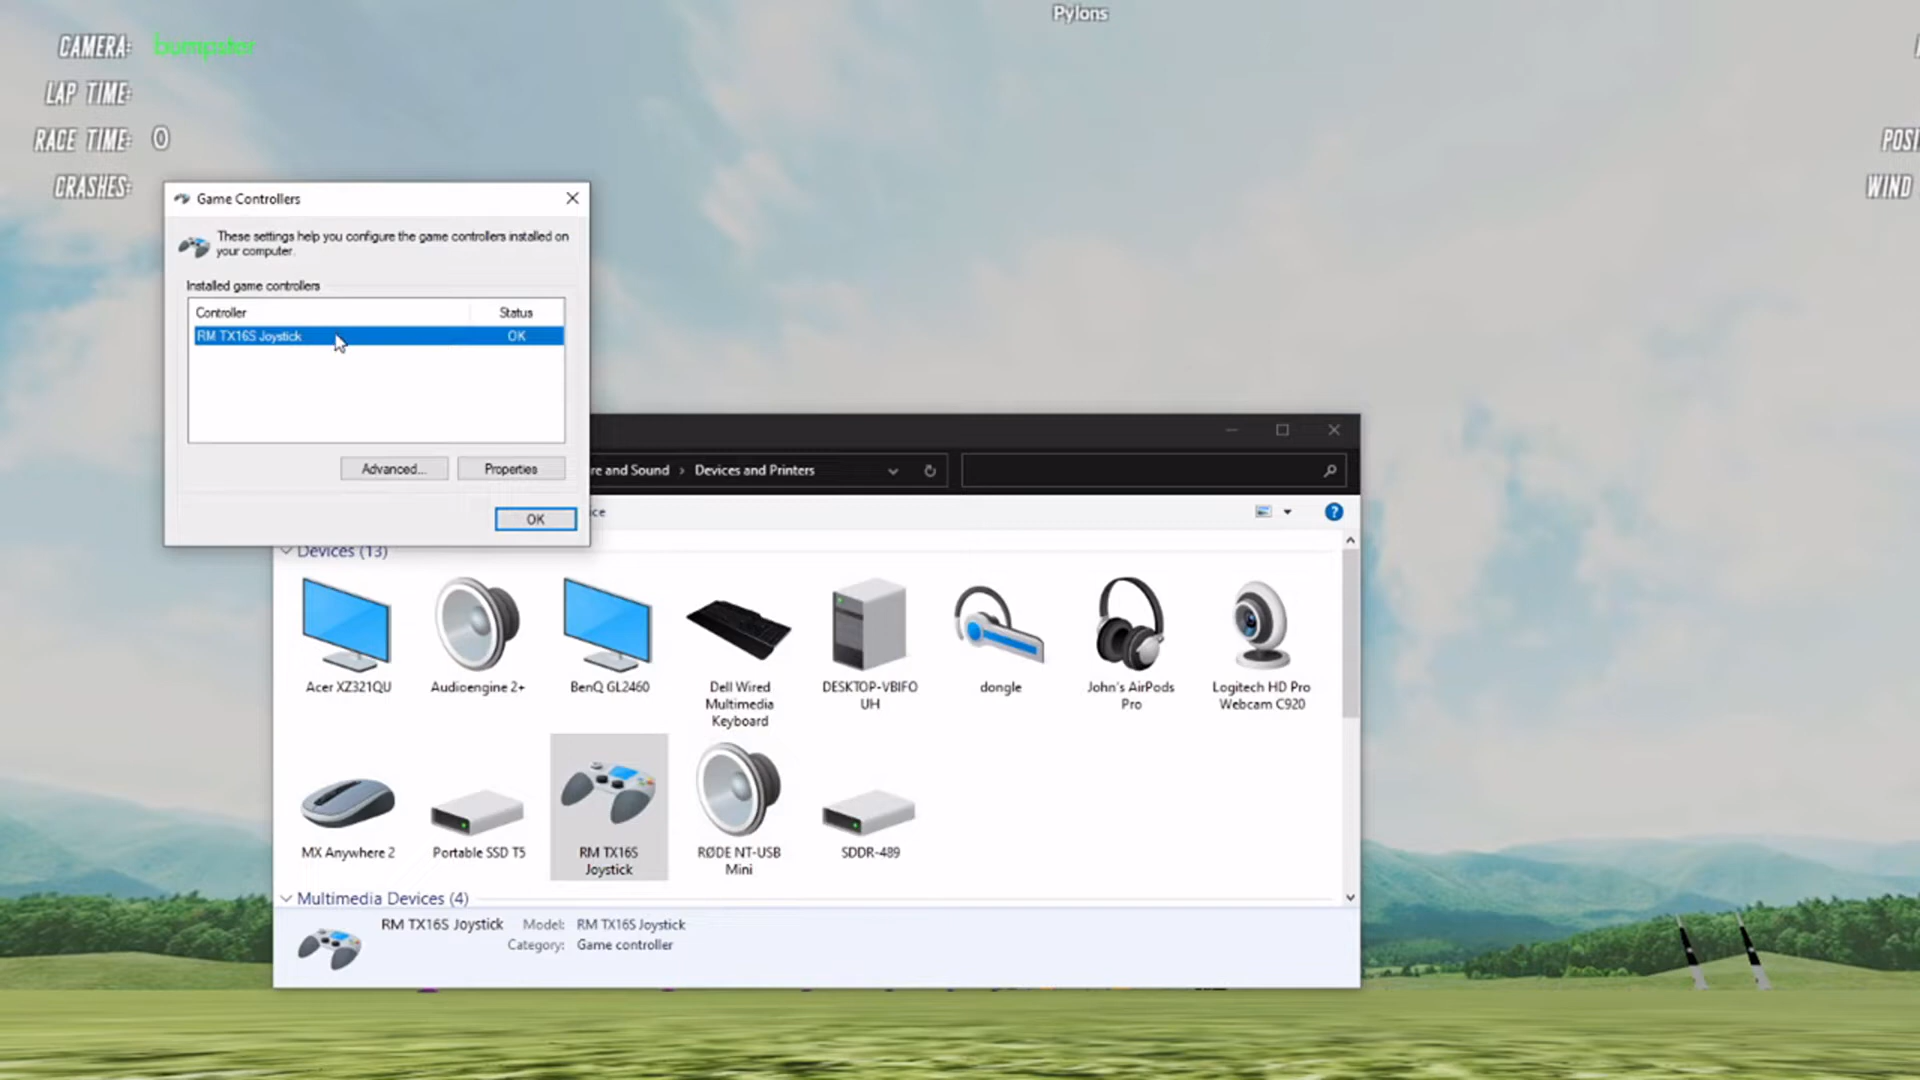 Pylons
CAMERA: bumpster
LAP TIME:
RACE TIME: 0
CRASHES:
WIND
Game Controllers
These settings help you configure the game controllers installed on
your computer.
Installed game controllers
Controller Status
RM TX16S Joystick OK
Advanced... Properties
OK
re and Sound › Devices and Printers
ice
Devices (13)
Acer XZ321QU
Audioengine 2+
BenQ GL2460
Dell Wired
Multimedia
Keyboard
DESKTOP-VBIFO
UH
dongle
John's AirPods
Pro
Logitech HD Pro
Webcam C920
MX Anywhere 2
Portable SSD T5
RM TX16S
Joystick
RØDE NT-USB
Mini
SDDR-489
Multimedia Devices (4)
RM TX16S Joystick Model: RM TX16S Joystick
Category: Game controller